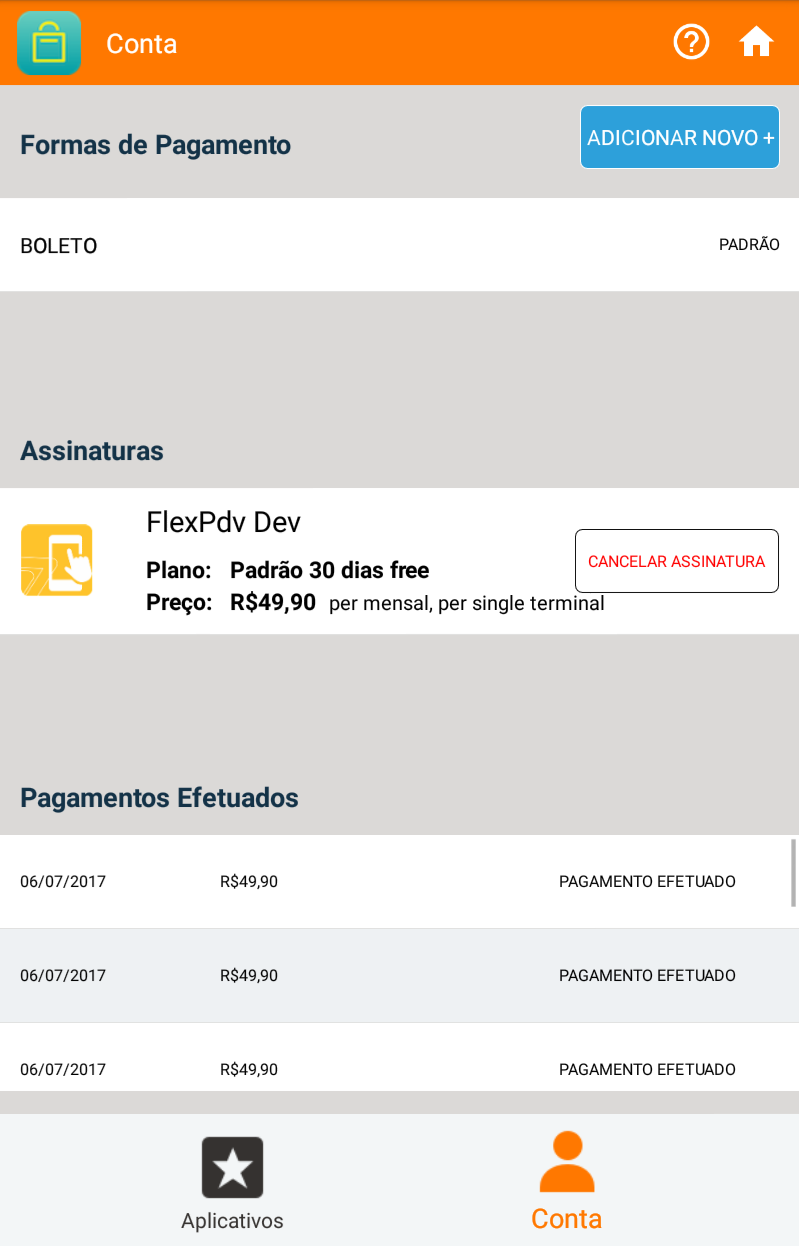 Conta
Formas de Pagamento
ADICIONAR NOVO +
BOLETO
PADRÃO
Assinaturas
FlexPdv Dev
Plano: Padrão 30 dias free
CANCELAR ASSINATURA
Preço: R$49,90 per mensal, per single terminal
Pagamentos Efetuados
06/07/2017 R$49,90 PAGAMENTO EFETUADO
06/07/2017 R$49,90 PAGAMENTO EFETUADO
06/07/2017 R$49,90 PAGAMENTO EFETUADO
Aplicativos
Conta